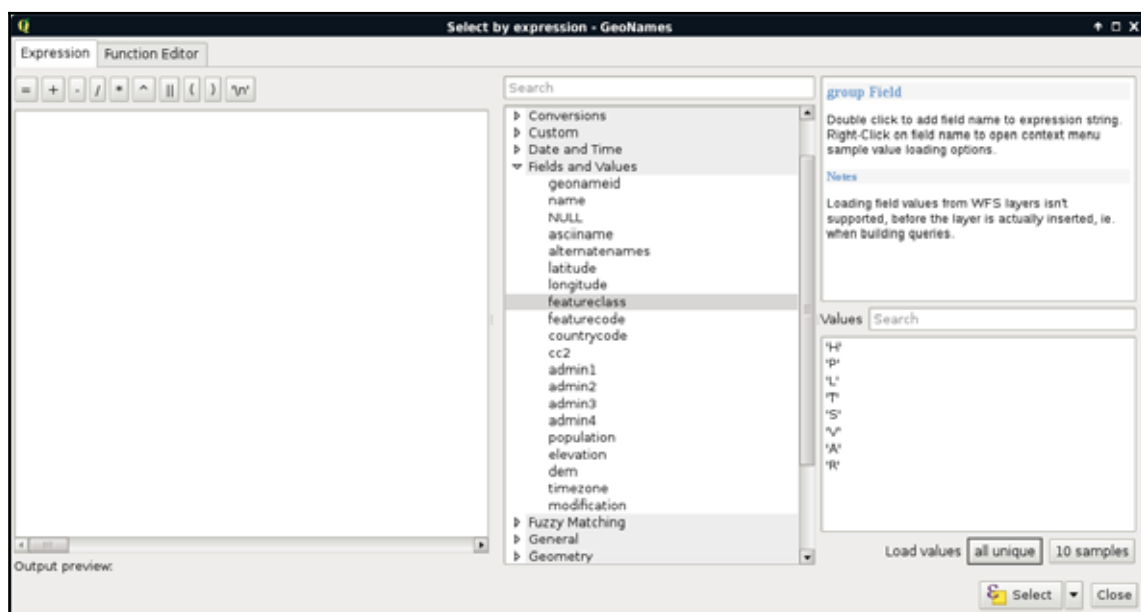 Select by expression - GeoNames
Expression
Function Editor
= + - / * ^ || ( ) '\n'
Search
Conversions
Custom
Date and Time
Fields and Values
geonameid
name
NULL
asciiname
alternatenames
latitude
longitude
featureclass
featurecode
countrycode
cc2
admin1
admin2
admin3
admin4
population
elevation
dem
timezone
modification
Fuzzy Matching
General
Geometry
group Field
Double click to add field name to expression string.
Right-Click on field name to open context menu
sample value loading options.
Notes
Loading field values from WFS layers isn't
supported, before the layer is actually inserted, ie.
when building queries.
Values Search
'H'
'P'
'L'
'T'
'S'
'V'
'A'
'R'
Load values all unique 10 samples
Output preview:
Select
Close